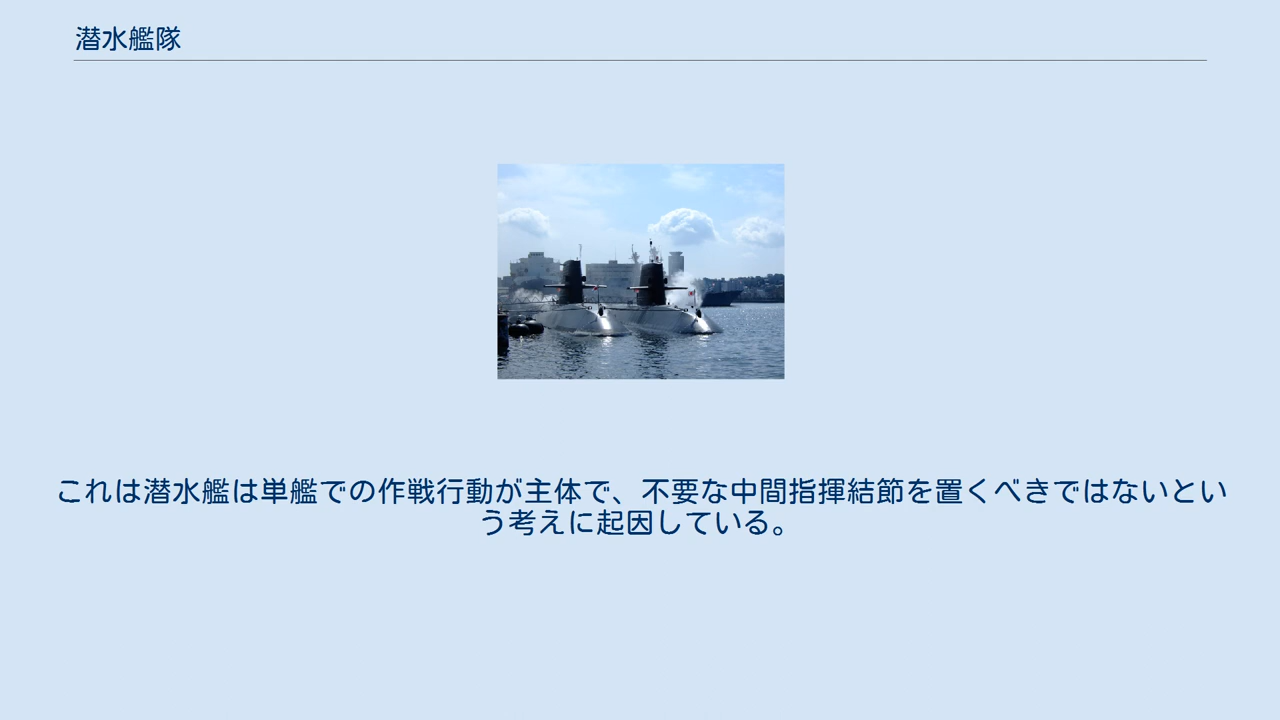 潜水艦隊
これは潜水艦は単艦での作戦行動が主体で、不要な中間指揮結節を置くべきではないとい
う考えに起因している。